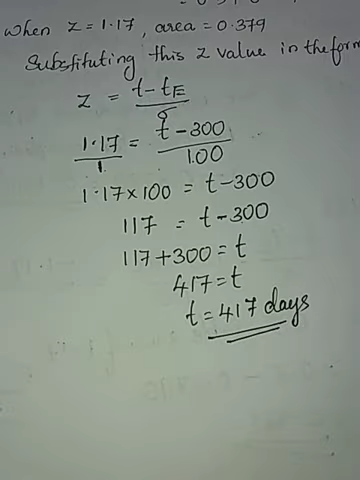 when z = 1.17, area = 0.379
Substituting this z value in the form
z = t - tE / σ
1.17 / 1 = t - 300 / 100
1.17 x 100 = t - 300
117 = t - 300
117 + 300 = t
417 = t
t = 417 days